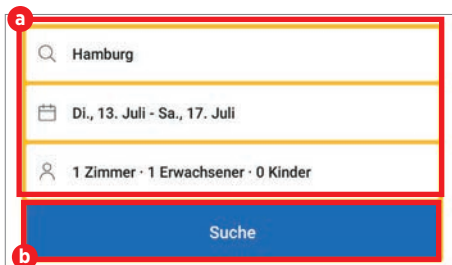 a
Hamburg
Di., 13. Juli - Sa., 17. Juli
1 Zimmer · 1 Erwachsener · 0 Kinder
Suche
b